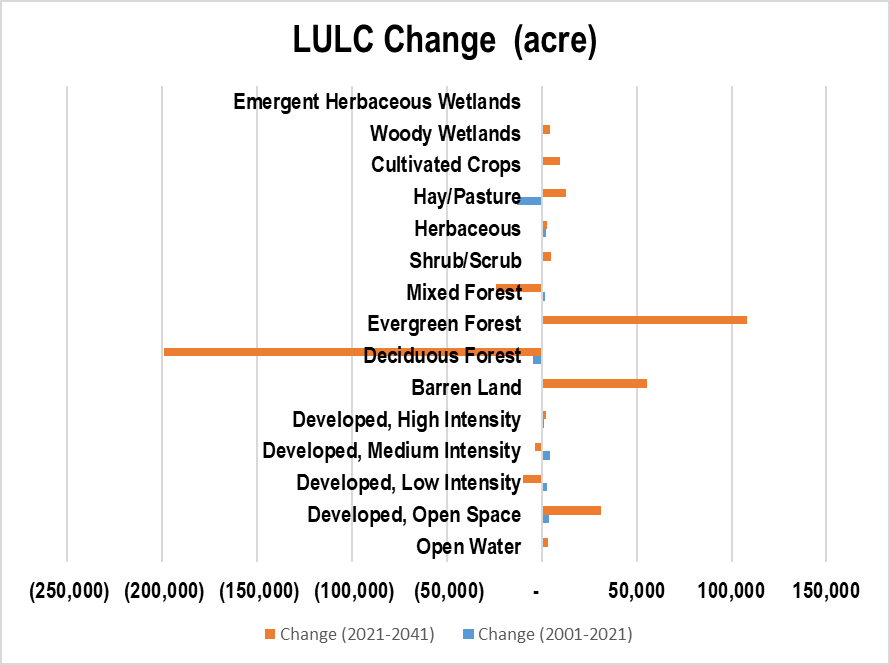 LULC Change (acre)
Emergent Herbaceous Wetlands
Woody Wetlands
Cultivated Crops
Hay/Pasture
Herbaceous
Shrub/Scrub
Mixed Forest
Evergreen Forest
Deciduous Forest
Barren Land
Developed, High Intensity
Developed, Medium Intensity
Developed, Low Intensity
Developed, Open Space
Open Water
(250,000) (200,000) (150,000) (100,000) (50,000) - 50,000 100,000 150,000
Change (2021-2041) Change (2001-2021)